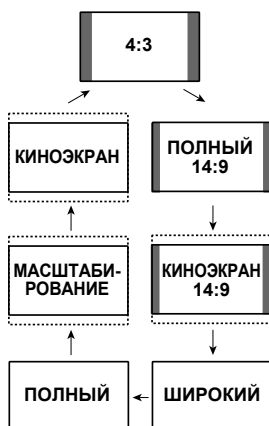 4:3
КИНОЭКРАН
ПОЛНЫЙ
14:9
МАСШТАБИ-
РОВАНИЕ
КИНОЭКРАН
14:9
ПОЛНЫЙ
ШИРОКИЙ